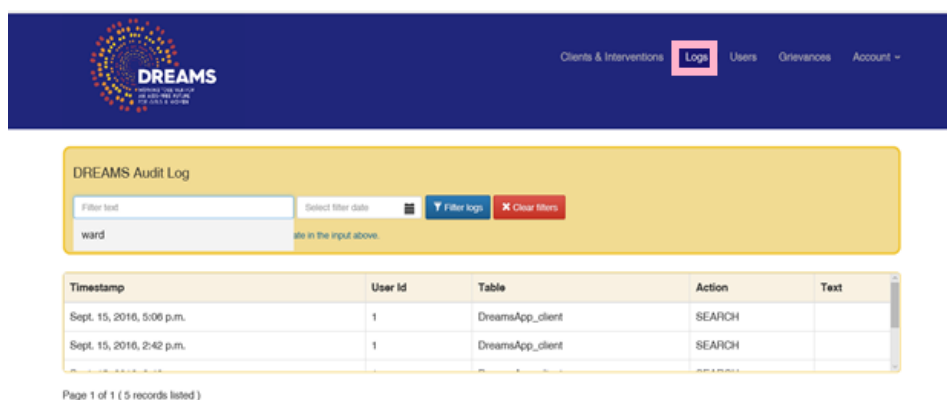 DREAMS
Clients & Interventions Logs Users Grievances Account
DREAMS Audit Log
Filter text Select filter date Filter logs Clear filters
ward
ate in the input above.
Timestamp User Id Table Action Text
Sept. 15, 2016, 5:06 p.m. 1 DreamsApp_client SEARCH
Sept. 15, 2016, 2:42 p.m. 1 DreamsApp_client SEARCH
Page 1 of 1 ( 5 records listed )